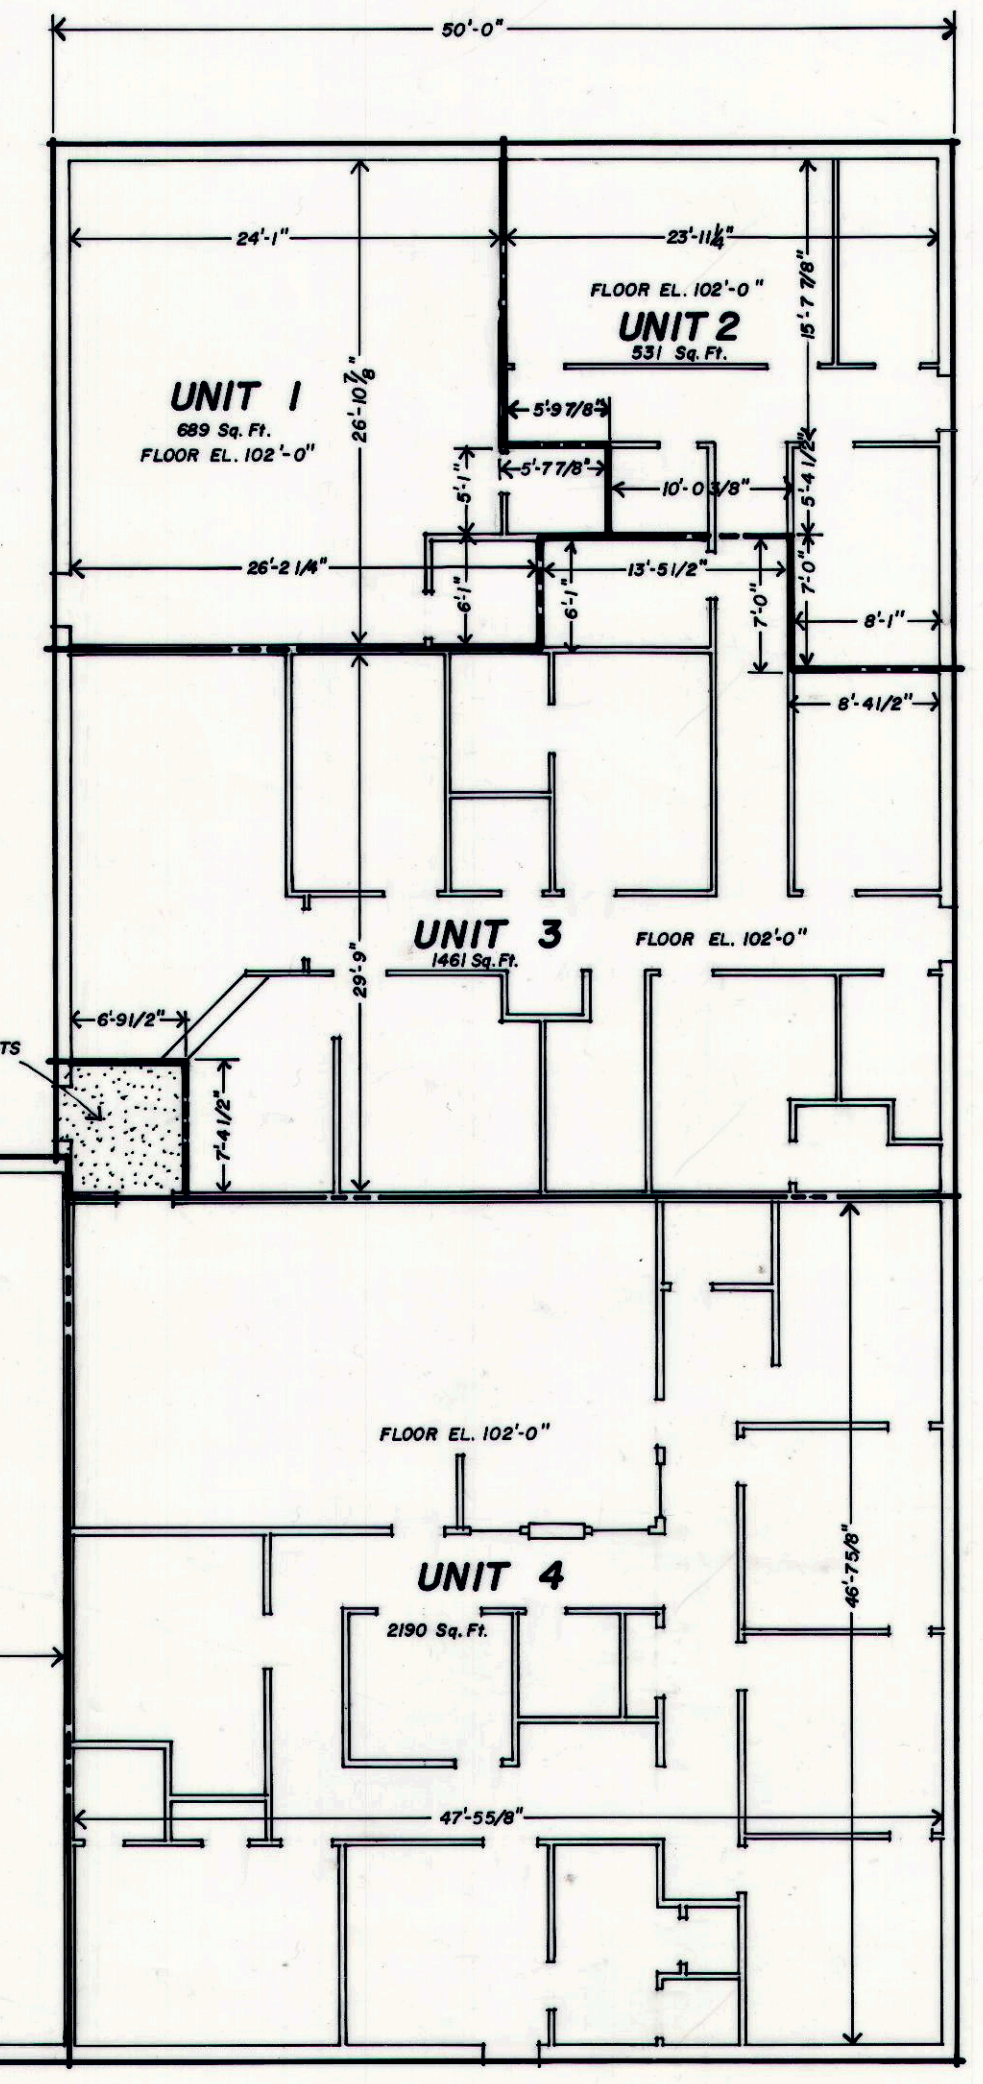 50'-0"
24'-1"
23'-11 1/4"
FLOOR EL. 102'-0"
UNIT 2
531 Sq. Ft.
15'-7 7/8"
UNIT 1
689 Sq. Ft.
FLOOR EL. 102'-0"
26'-10 7/8"
5'-9 7/8"
5'-7 7/8"
5'-1"
10'-0 3/8"
5'-4 1/2"
26'-2 1/4"
13'-5 1/2"
6'-1"
6'-1"
7'-0"
7'-0"
8'-1"
8'-4 1/2"
UNIT 3
1461 Sq. Ft.
FLOOR EL. 102'-0"
29'-9"
6'-9 1/2"
TS
7'-4 1/2"
FLOOR EL. 102'-0"
UNIT 4
2190 Sq. Ft.
46'-7 5/8"
47'-5 5/8"